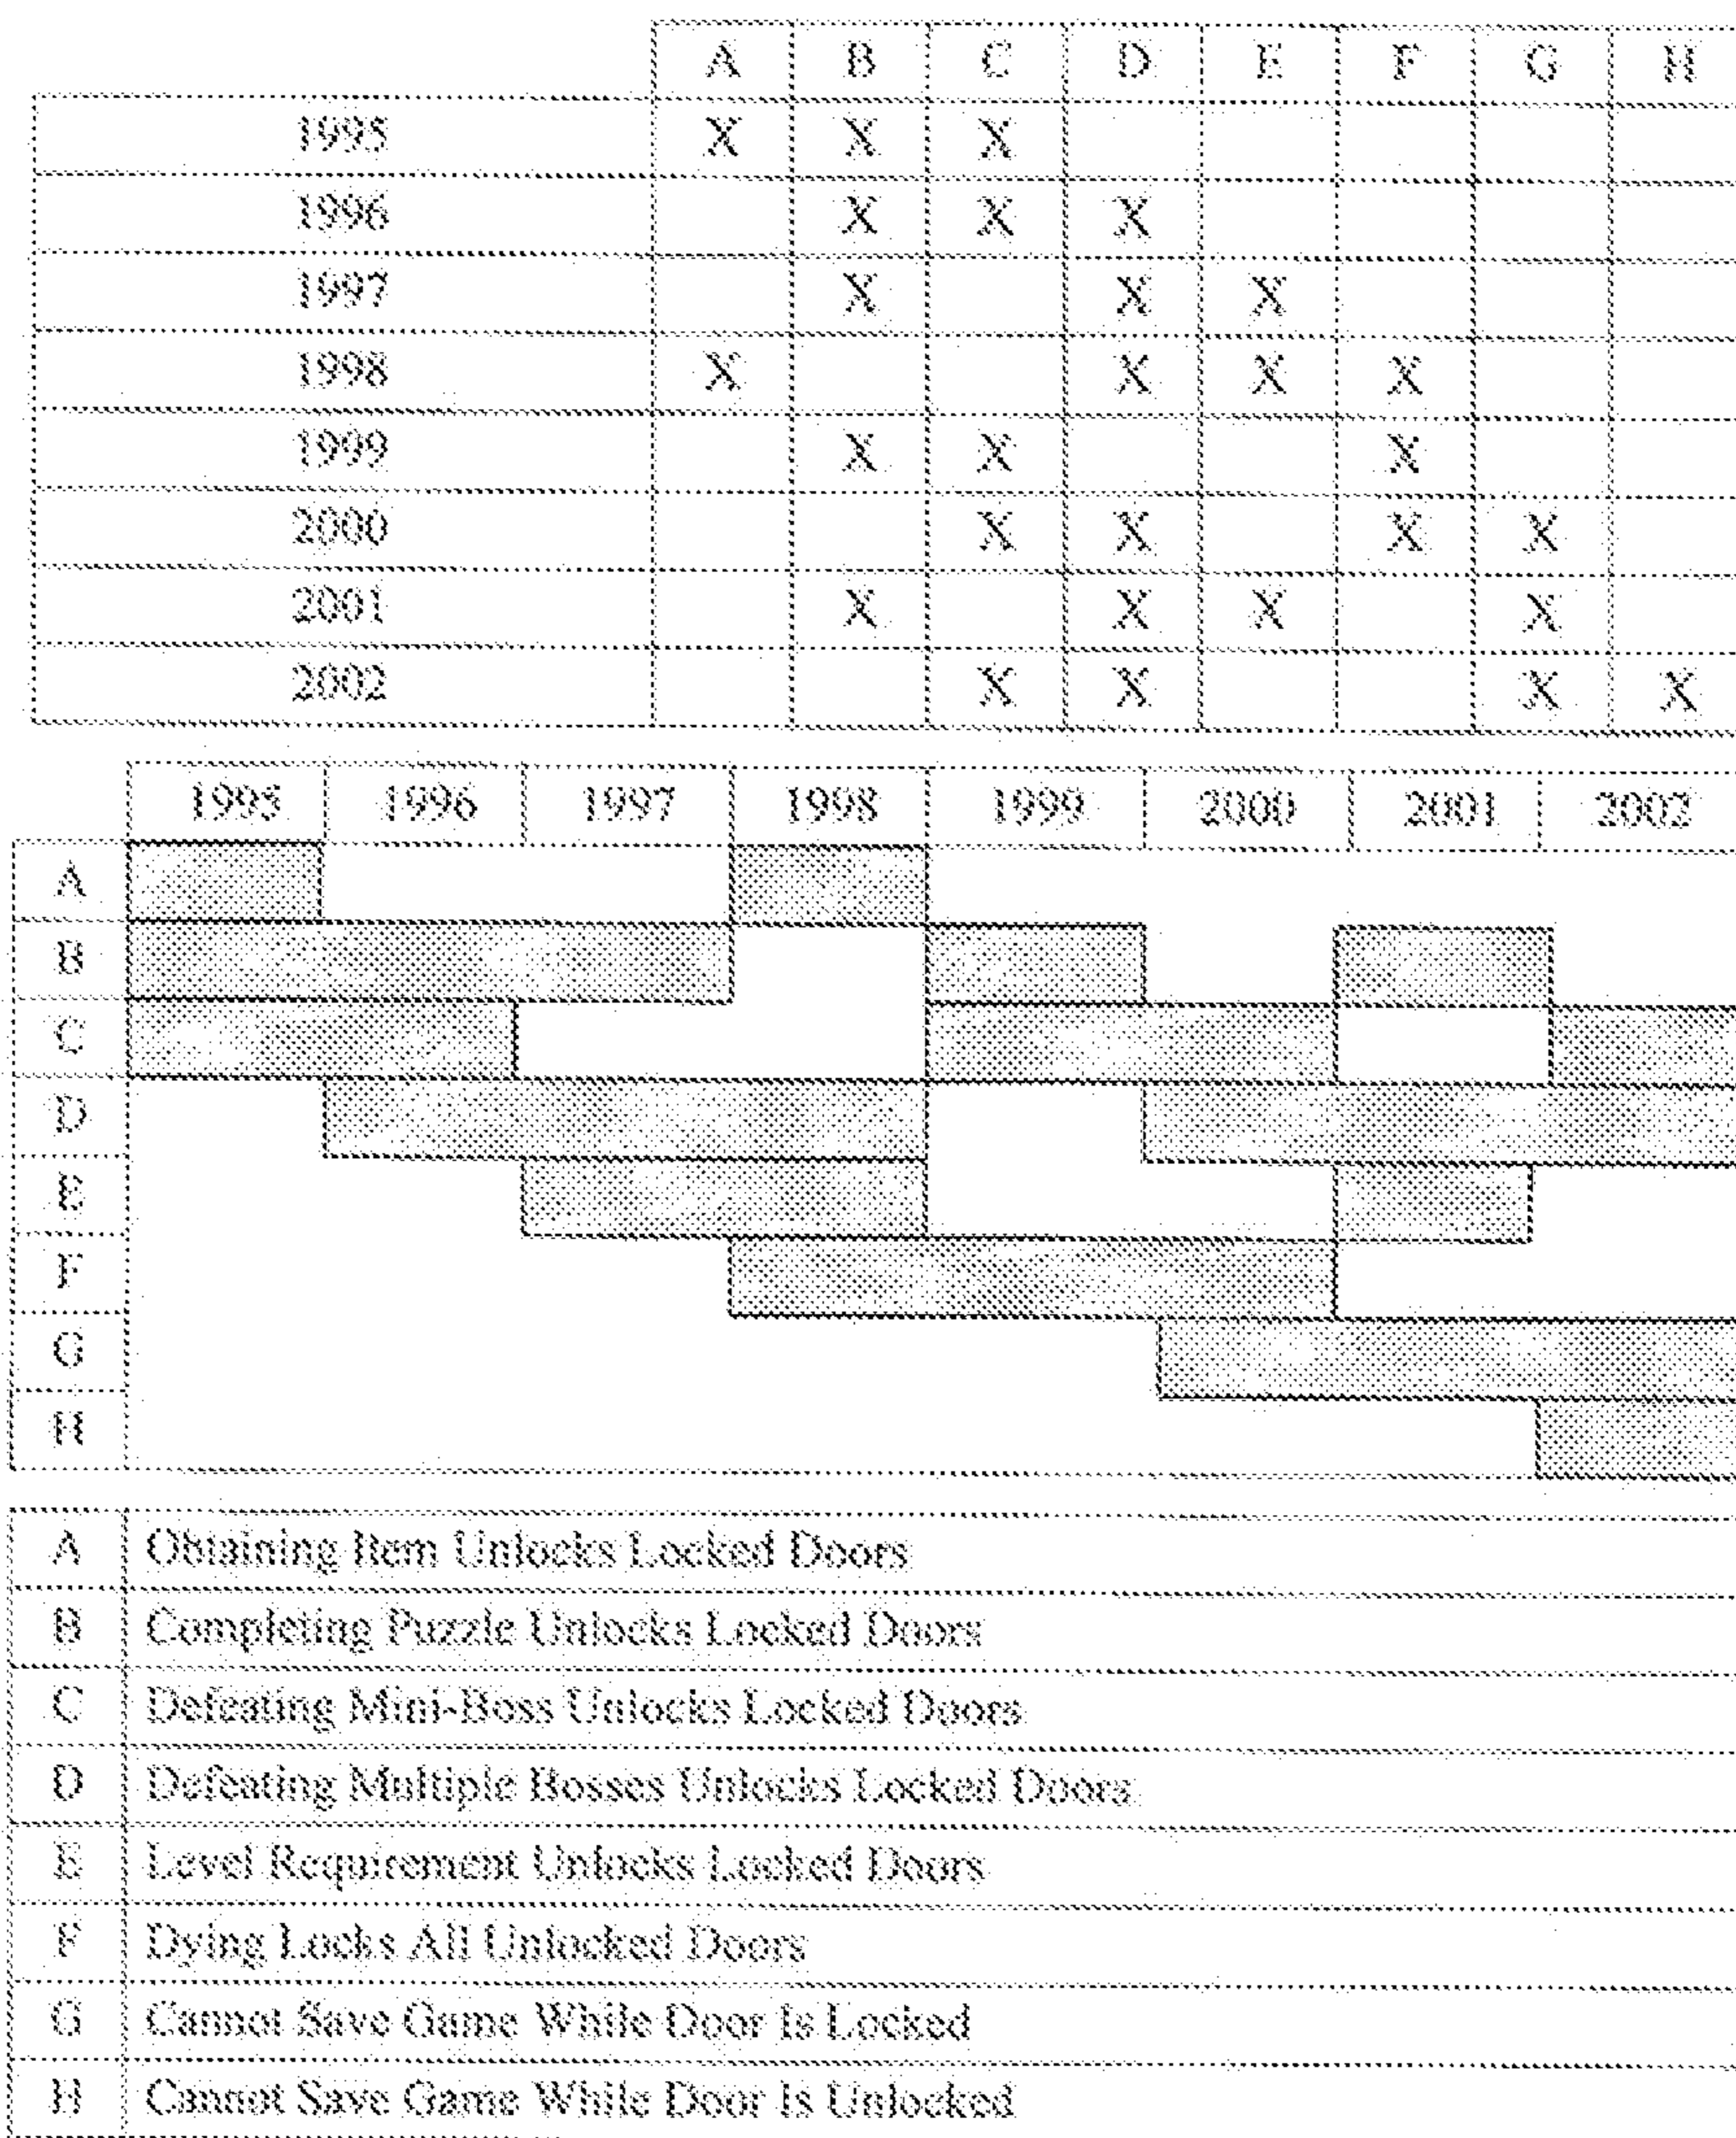 A B C D E F G H
1995 X X X
1996 X X X
1997 X X X
1998 X X X X
1999 X X X
2000 X X X X
2001 X X X X
2002 X X X X
1995 1996 1997 1998 1999 2000 2001 2002
A
B
C
D
E
F
G
H
A Obtaining Item Unlocks Locked Doors
B Completing Puzzle Unlocks Locked Doors
C Defeating Mini-Boss Unlocks Locked Doors
D Defeating Multiple Bosses Unlocks Locked Doors
E Level Requirement Unlocks Locked Doors
F Dying Locks All Unlocked Doors
G Cannot Save Game While Door Is Locked
H Cannot Save Game While Door Is Unlocked